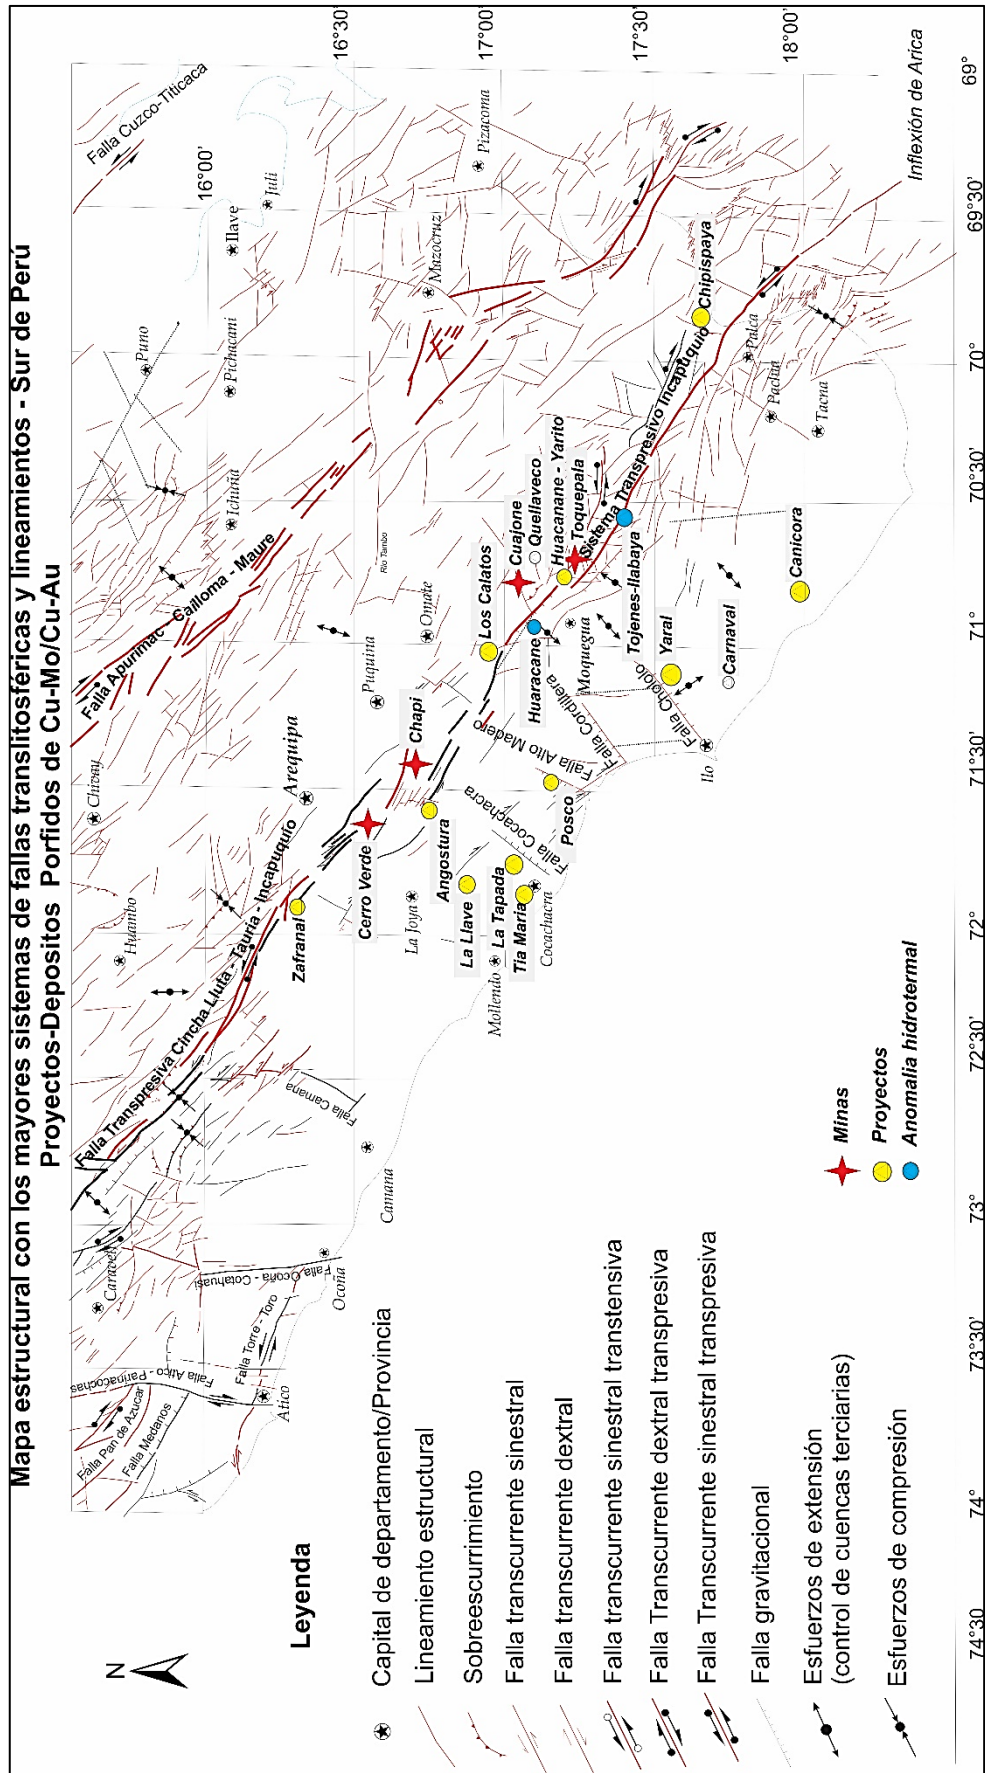 Mapa estructural con los mayores sistemas de fallas translitosféricas y lineamientos - Sur de Perú
Proyectos-Depositos Porfidos de Cu-Mo/Cu-Au
N
Leyenda
Capital de departamento/Provincia
Lineamiento estructural
Sobreescurrimiento
Falla transcurrente sinestral
Falla transcurrente dextral
Falla transcurrente sinestral transtensiva
Falla Transcurrente dextral transpresiva
Falla Transcurrente sinestral transpresiva
Falla gravitacional
Esfuerzos de extensión
(control de cuencas terciarias)
Esfuerzos de compresión
Minas
Proyectos
Anomalia hidrotermal
74°30'
74°
73°30'
73°
72°30'
72°
71°30'
71°
70°30'
70°
69°30'
69°
16°00'
16°30'
17°00'
17°30'
18°00'
Falla Pan de Azucar
Falla Medanos
Falla Atico - Parinacochas
Falla Torre - Toro
Atico
Caraveli
Falla Ocoña - Cotahuasi
Ocoña
Camana
Falla Camana
Falla Transpresiva Cincha Lluta - Tauria - Incapuquio
Huambo
Chivay
Arequipa
Zafranal
Cerro Verde
Chapi
La Joya
Angostura
La Llave
La Tapada
Tia Maria
Mollendo
Cocachacra
Falla Cocachacra
Posco
Falla Alto Madero
Falla Cordillera
Falla Chololo
Ilo
Yaral
Carnaval
Canicora
Puquina
Omate
Rio Tambo
Los Calatos
Cuajone
Quellaveco
Huacanane - Yarito
Toquepala
Huaracane
Moquegua
Tojenes-Ilabaya
Sistema Transpresivo Incapuquio
Chipispaya
Palca
Pachia
Tacna
Falla Apurimac - Cailloma - Maure
Ichuña
Pichacani
Puno
Ilave
Juli
Mazocruz
Pizacoma
Falla Cuzco-Titicaca
Inflexión de Arica